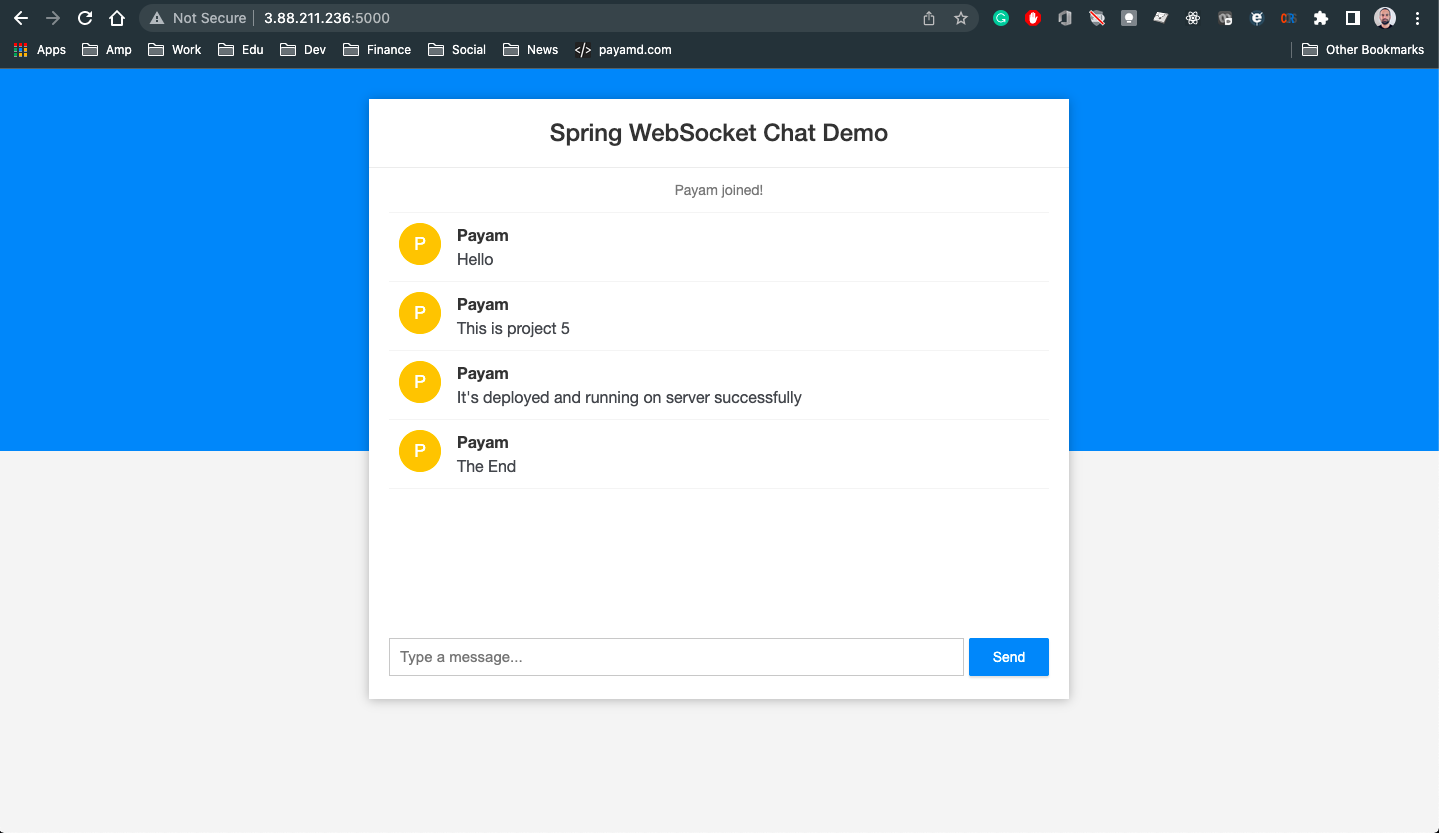 Not Secure 3.88.211.236:5000
Apps Amp Work Edu Dev Finance Social News payamd.com Other Bookmarks
Spring WebSocket Chat Demo
Payam joined!
P Payam
Hello
P Payam
This is project 5
P Payam
It's deployed and running on server successfully
P Payam
The End
Type a message... Send